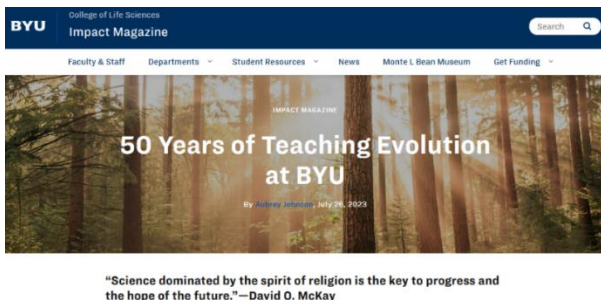 BYU
College of Life Sciences
Impact Magazine
Search
Faculty & Staff Departments Student Resources News Monte L Bean Museum Get Funding
IMPACT MAGAZINE
50 Years of Teaching Evolution
at BYU
By Aubrey Johnson, July 26, 2023
“Science dominated by the spirit of religion is the key to progress and
the hope of the future.”—David O. McKay